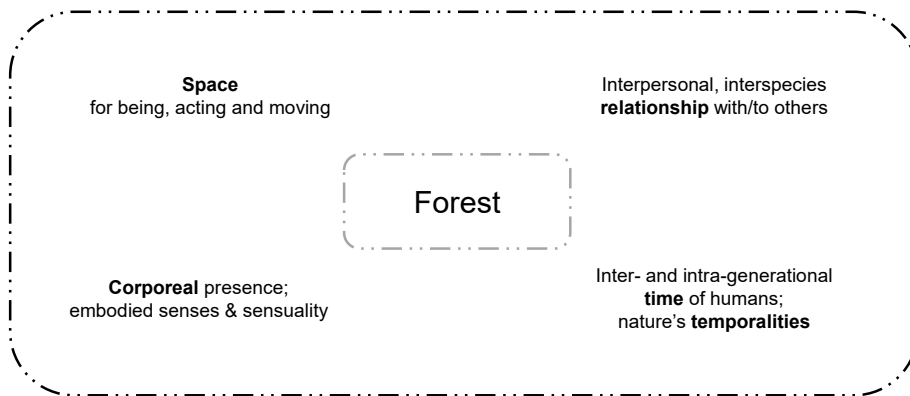 Space
for being, acting and moving
Interpersonal, interspecies
relationship with/to others
Forest
Corporeal presence;
embodied senses & sensuality
Inter- and intra-generational
time of humans;
nature's temporalities